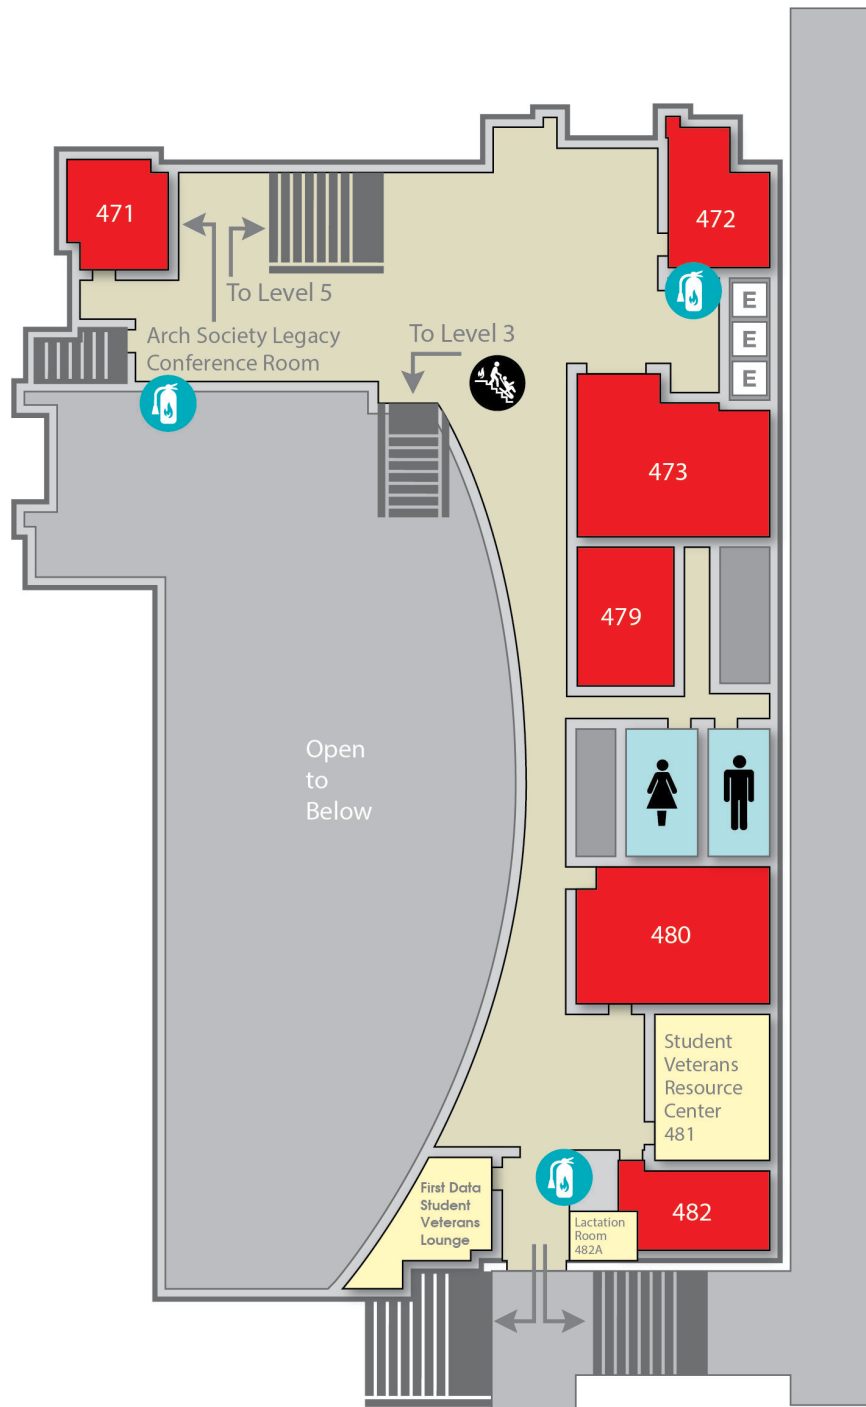 471
472
To Level 5
E
E
E
Arch Society Legacy
Conference Room
To Level 3
473
479
Open
to
Below
480
Student
Veterans
Resource
Center
481
First Data
Student
Veterans
Lounge
482
Lactation
Room
482A